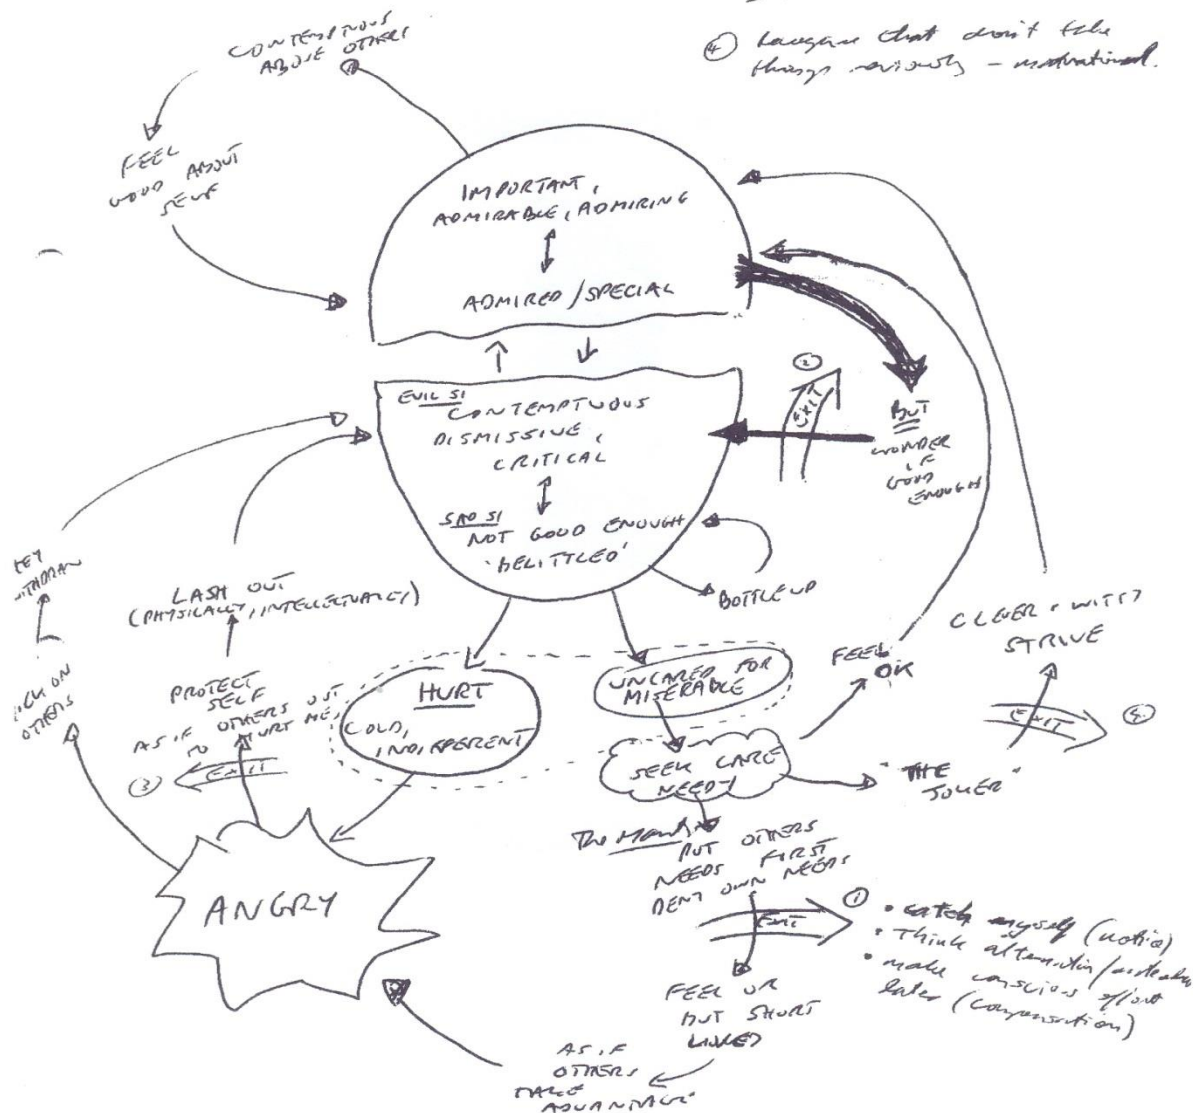 CONTEMPTUOUS
ABOVE OTHERS
④ that don't take
things seriously – motivational.
FEEL
GOOD ABOUT
SELF
IMPORTANT,
ADMIRABLE, ADMIRING
ADMIRED/SPECIAL
②
EXIT
BUT
WONDER
IF
GOOD
ENOUGH
EVIL SI
CONTEMPTUOUS
DISMISSIVE,
CRITICAL
SAD SI
NOT GOOD ENOUGH
'BELITTLED'
BOTTLE UP
LASH OUT
(PHYSICALLY, INTELLECTUALLY)
CLEVER + WITTY
STRIVE
FEEL
OK
PROTECT
SELF
AS IF OTHERS OUT
TO HURT ME
③ EXIT
ON
OTHERS
HURT
COLD,
INDIFFERENT
UNCARED FOR
MISERABLE
SEEK CARE
NEEDY
"THE
JOKER"
EXIT
ANGRY
PUT OTHERS
NEEDS FIRST
DENY OWN NEEDS
EXIT
①
• catch myself (notice)
• Think
• make conscious effort
later (compensation)
FEEL OK
BUT SHORT
LIVED
AS IF
OTHERS
TAKE
ADVANTAGE